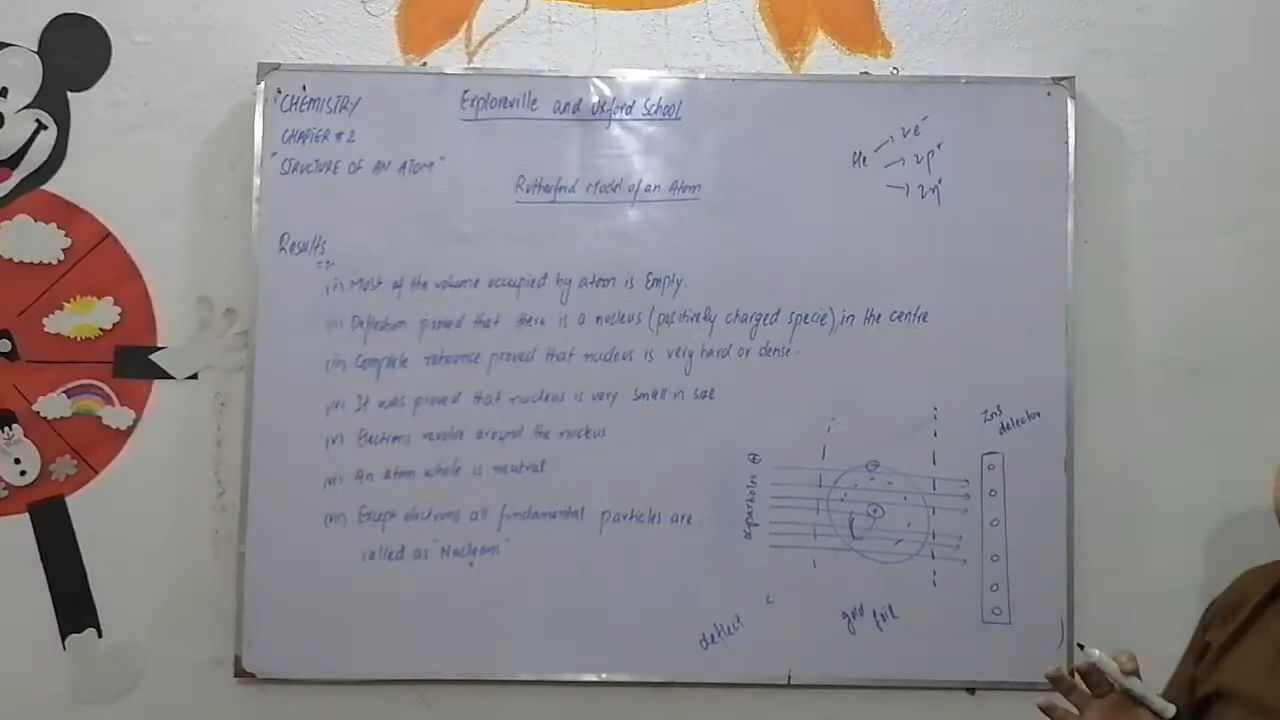 "CHEMISTRY
Exploreville and Oxford School
CHAPTER # 2
"STRUCTURE OF AN ATOM"
Rutherford Model of an Atom
He → 2e⁻
→ 2p⁺
→ 2n°
Results
(i) Most of the volume occupied by atom is Empty.
(ii) Deflection proved that there is a nucleus (positively charged specie), in the centre
(iii) Complete rebounce proved that nucleus is very hard or dense.
(iv) It was proved that nucleus is very small in size
(v) Electrons revolve around the nucleus
(vi) An atom whole is neutral
(vii) Except electrons all fundamental particles are
called as "Nucleons"
ZnS
detector
α-particles ⊕
gold foil
deflect